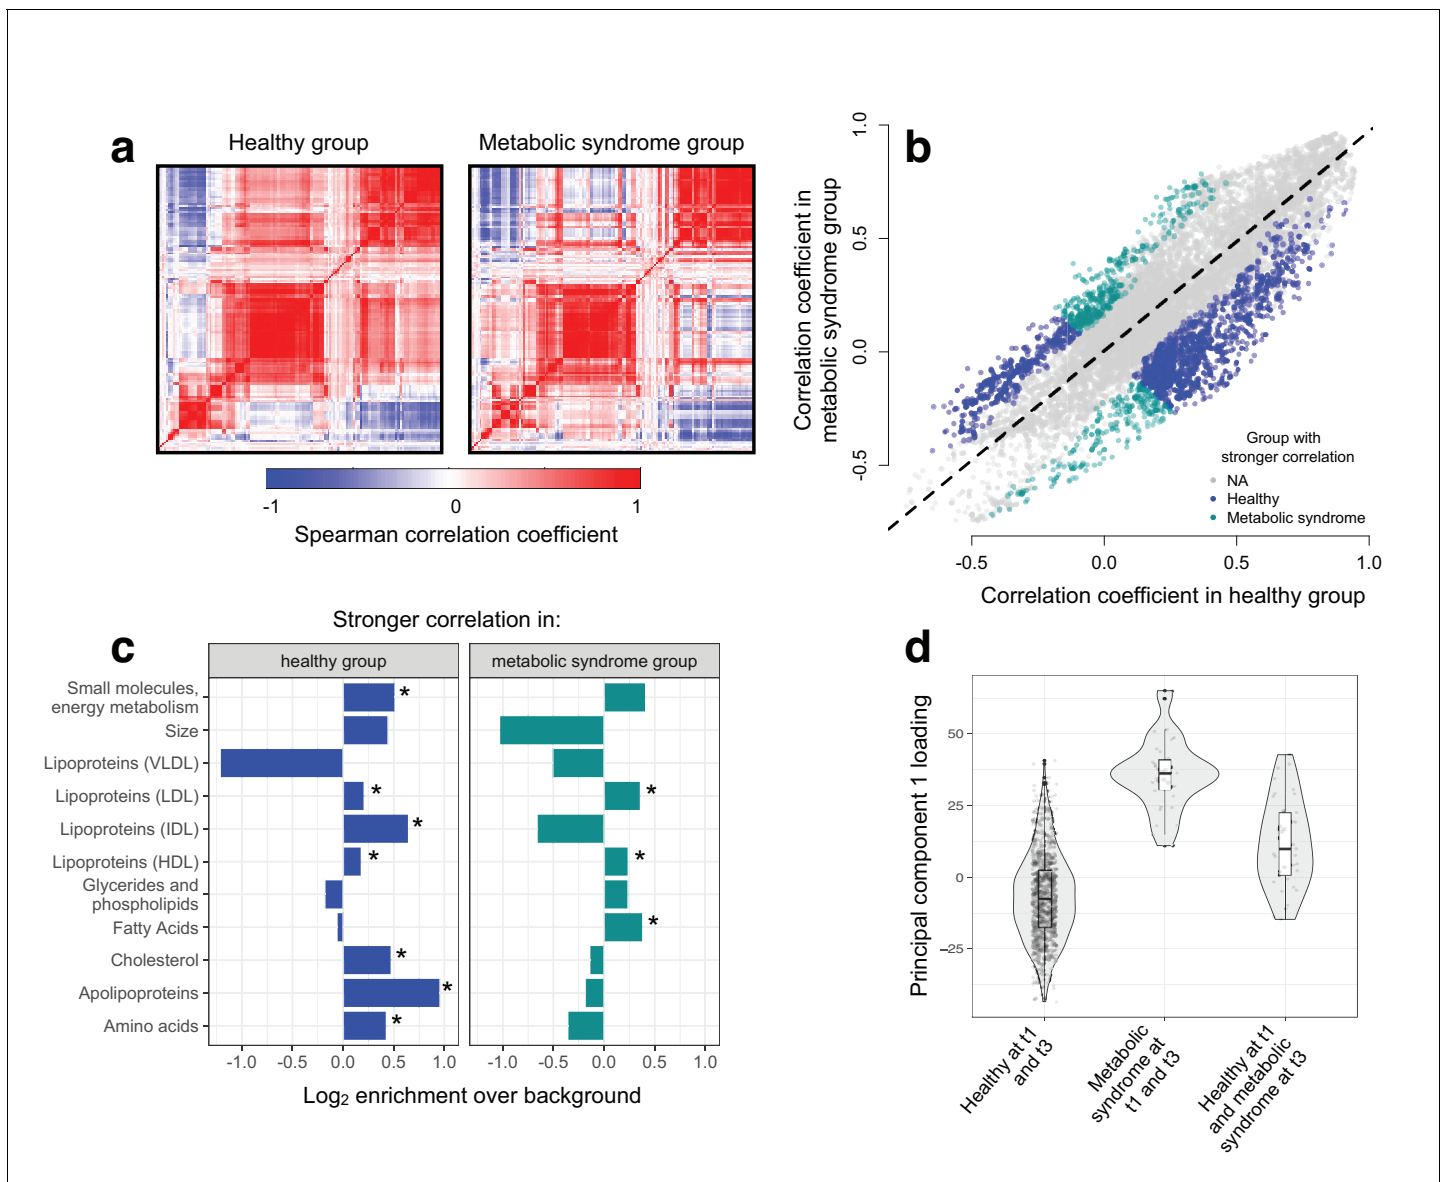 a
Healthy group
Metabolic syndrome group
-1
0
1
Spearman correlation coefficient
b
Correlation coefficient in
metabolic syndrome group
1.0
0.5
0.0
-0.5
Group with
stronger correlation
NA
Healthy
Metabolic syndrome
-0.5
0.0
0.5
1.0
Correlation coefficient in healthy group
c
Stronger correlation in:
healthy group
metabolic syndrome group
Small molecules,
energy metabolism
Size
Lipoproteins (VLDL)
Lipoproteins (LDL)
Lipoproteins (IDL)
Lipoproteins (HDL)
Glycerides and
phospholipids
Fatty Acids
Cholesterol
Apolipoproteins
Amino acids
*
*
*
*
*
*
*
*
*
*
-1.0
-0.5
0.0
0.5
1.0
-1.0
-0.5
0.0
0.5
1.0
Log2 enrichment over background
d
Principal component 1 loading
50
25
0
−25
Healthy at t1
and t3
Metabolic
syndrome at
t1 and t3
Healthy at t1
and metabolic
syndrome at t3